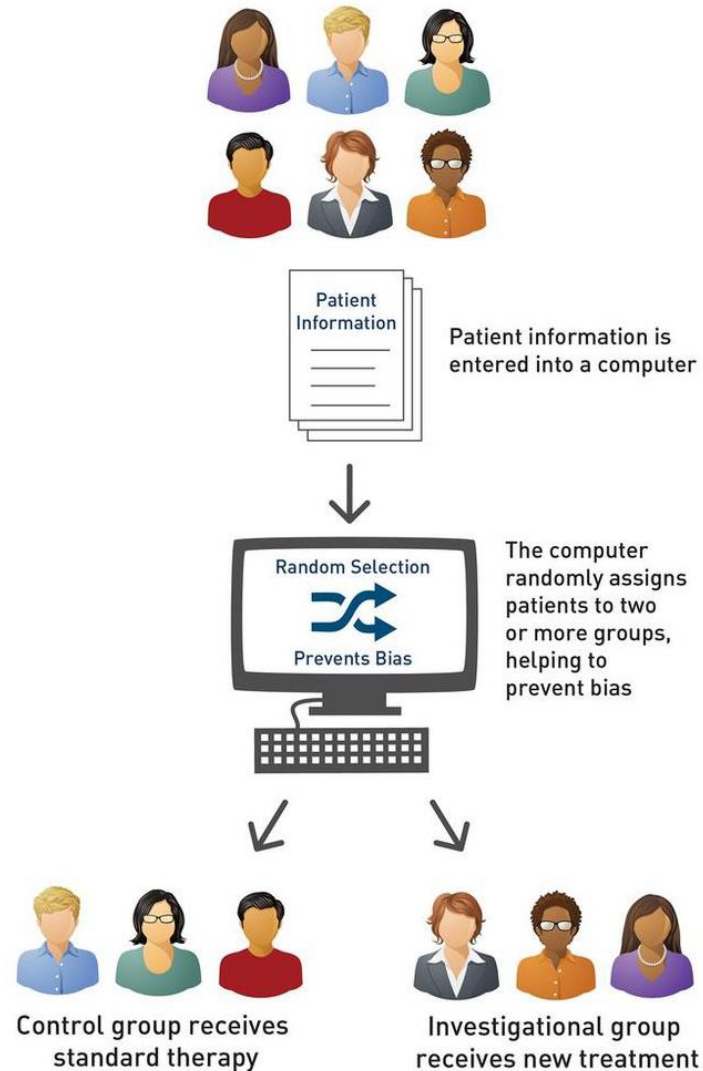 Patient
Information
Patient information is
entered into a computer
Random Selection
Prevents Bias
The computer
randomly assigns
patients to two
or more groups,
helping to
prevent bias
Control group receives
standard therapy
Investigational group
receives new treatment